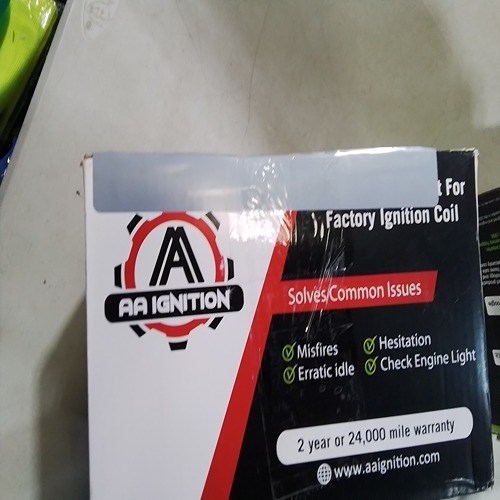 t For
Factory Ignition Coil
AA IGNITION
Solves Common Issues
Misfires
Hesitation
Erratic idle
Check Engine Light
2 year or 24,000 mile warranty
www.aaignition.com